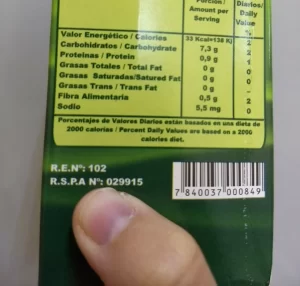 Porcion /
Amount per
Serving
Diarios/
Daily
Value
%
Valor Energético / Calories 33 Kcal=138 Kj 2
Carbohidratos / Carbohydrate 7,3 g 2
Proteinas / Protein 0,9 g 1
Grasas Totales / Total Fat 0 g 0
Grasas Saturadas/Satured Fat 0 g 0
Grasas Trans / Trans Fat 0 g -
Fibra Alimentaria 0,5 g 2
Sodio 5,5 mg 0
Porcentajes de Valores Diarios están basados en una dieta de
2000 calorias / Percent Daily Values are based on a 2000
calories diet.
R.E.Nº: 102
R.S.P.A Nº: 029915
7 840037 000849